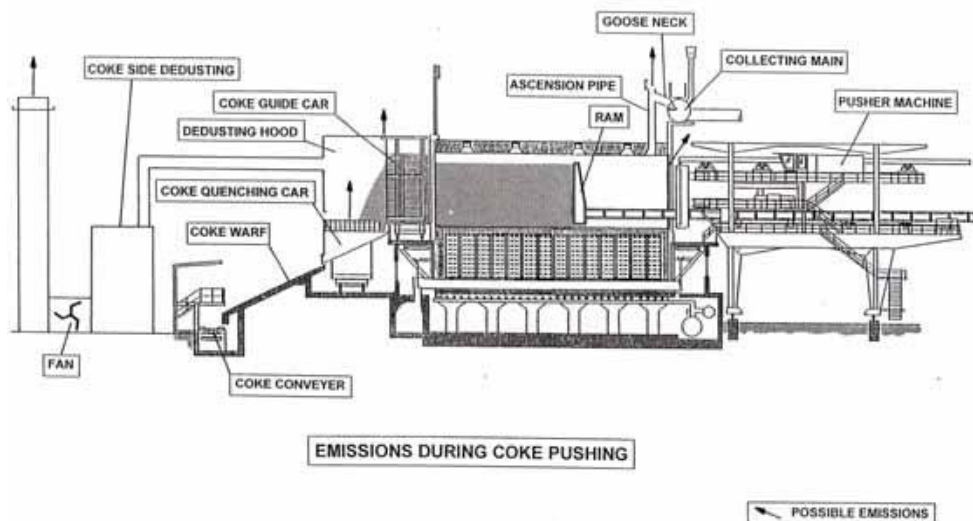 GOOSE NECK
COLLECTING MAIN
COKE SIDE DEDUSTING
ASCENSION PIPE
PUSHER MACHINE
COKE GUIDE CAR
RAM
DEDUSTING HOOD
COKE QUENCHING CAR
COKE WARF
FAN
COKE CONVEYER
EMISSIONS DURING COKE PUSHING
POSSIBLE EMISSIONS